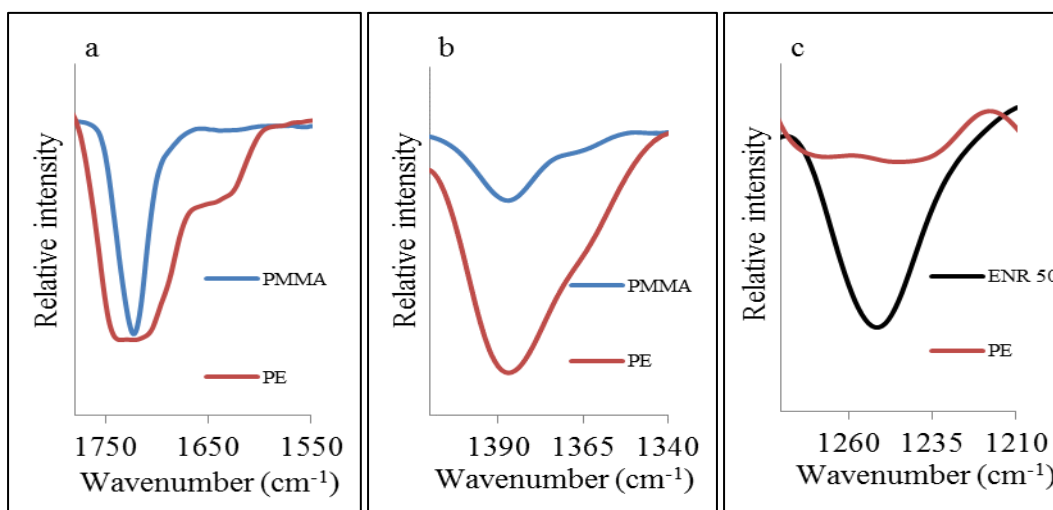 a
Relative intensity
PMMA
PE
1750 1650 1550
Wavenumber (cm⁻¹)
b
Relative intensity
PMMA
PE
1390 1365 1340
Wavenumber (cm⁻¹)
c
Relative intensity
ENR 50
PE
1260 1235 1210
Wavenumber (cm⁻¹)